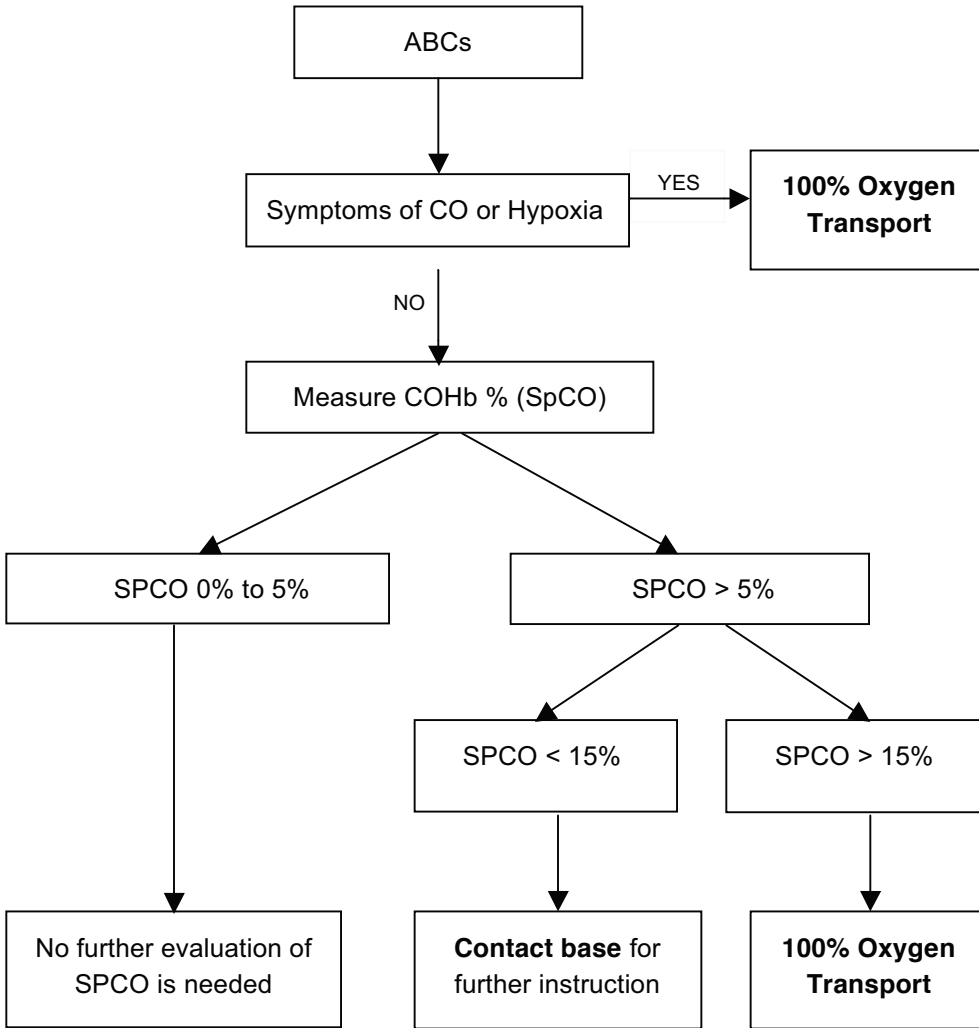 ABCs
Symptoms of CO or Hypoxia
YES
100% Oxygen
Transport
NO
Measure COHb % (SpCO)
SPCO 0% to 5%
SPCO > 5%
SPCO < 15%
SPCO > 15%
No further evaluation of
SPCO is needed
Contact base for
further instruction
100% Oxygen
Transport